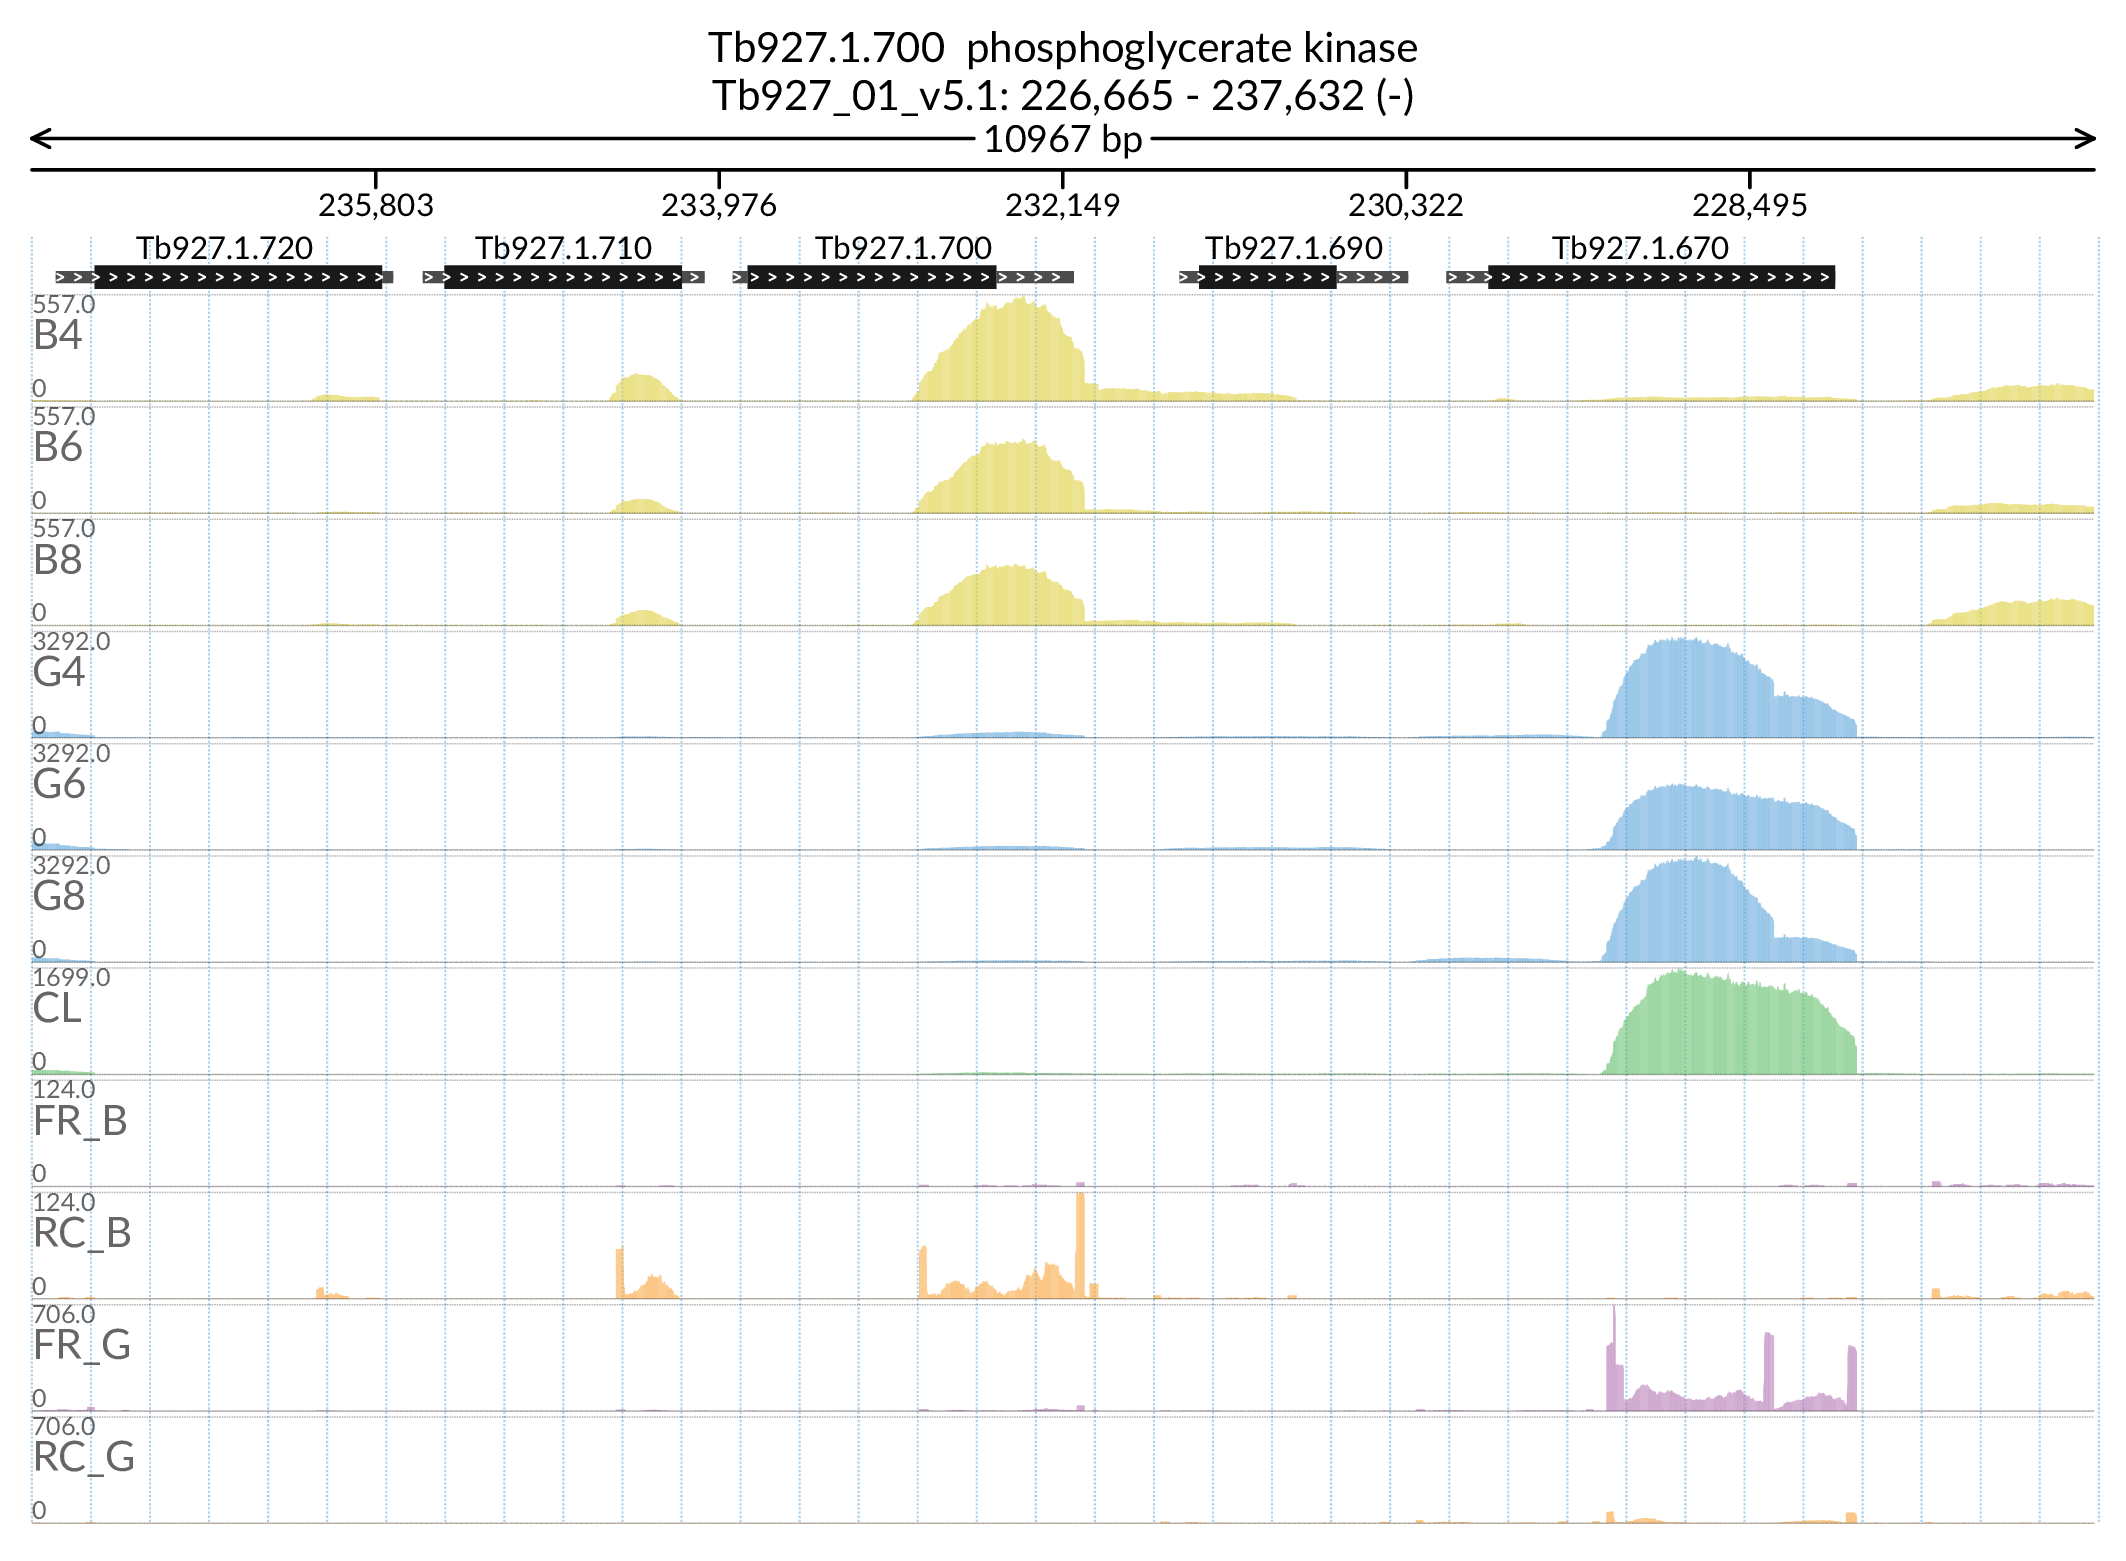 Tb927.1.700  phosphoglycerate kinase
Tb927_01_v5.1: 226,665 - 237,632 (-)
10967 bp
235,803 233,976 232,149 230,322 228,495
Tb927.1.720 Tb927.1.710 Tb927.1.700 Tb927.1.690 Tb927.1.670
557.0
B4
0
557.0
B6
0
557.0
B8
0
3292.0
G4
0
3292.0
G6
0
3292.0
G8
0
1699.0
CL
0
124.0
FR_B
0
124.0
RC_B
0
706.0
FR_G
0
706.0
RC_G
0